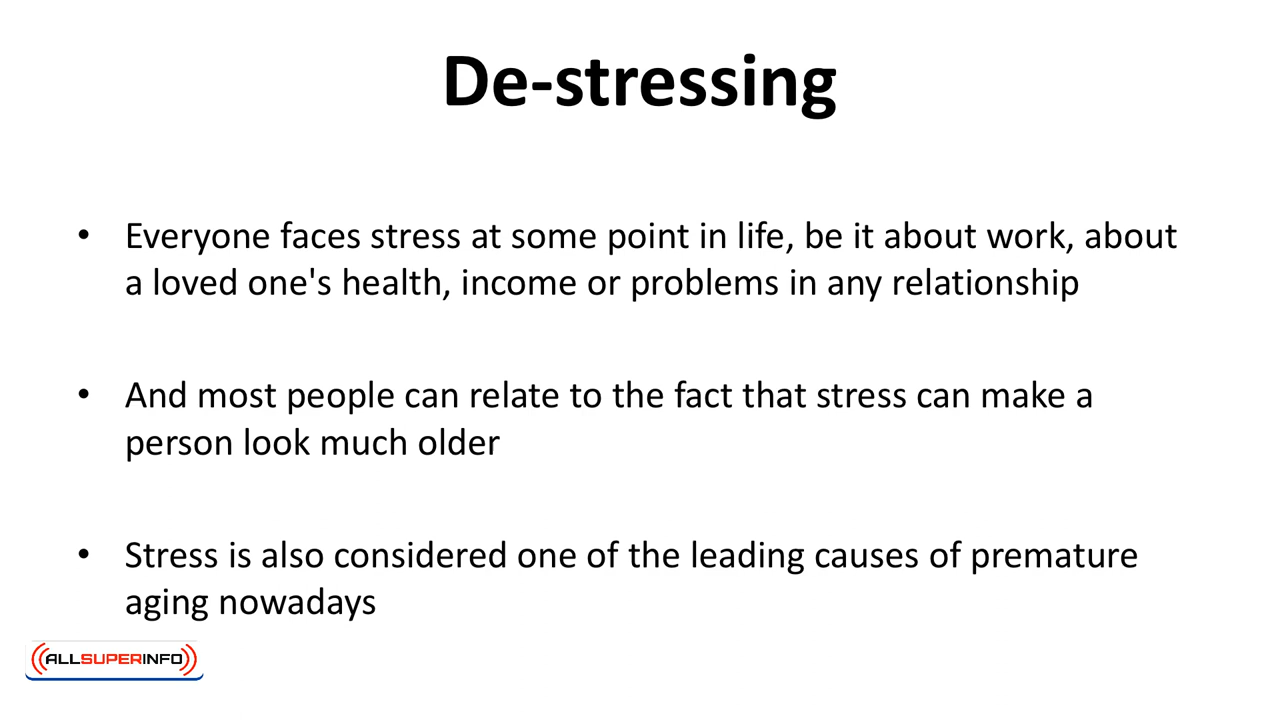 De-stressing
• Everyone faces stress at some point in life, be it about work, about
a loved one's health, income or problems in any relationship
• And most people can relate to the fact that stress can make a
person look much older
• Stress is also considered one of the leading causes of premature
aging nowadays
ALLSUPERINFO